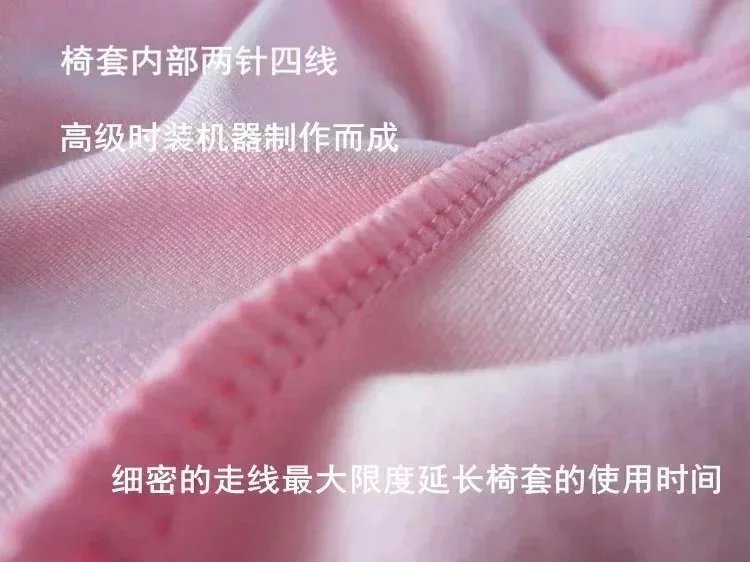 椅套内部两针四线
高级时装机器制作而成
细密的走线最大限度延长椅套的使用时间